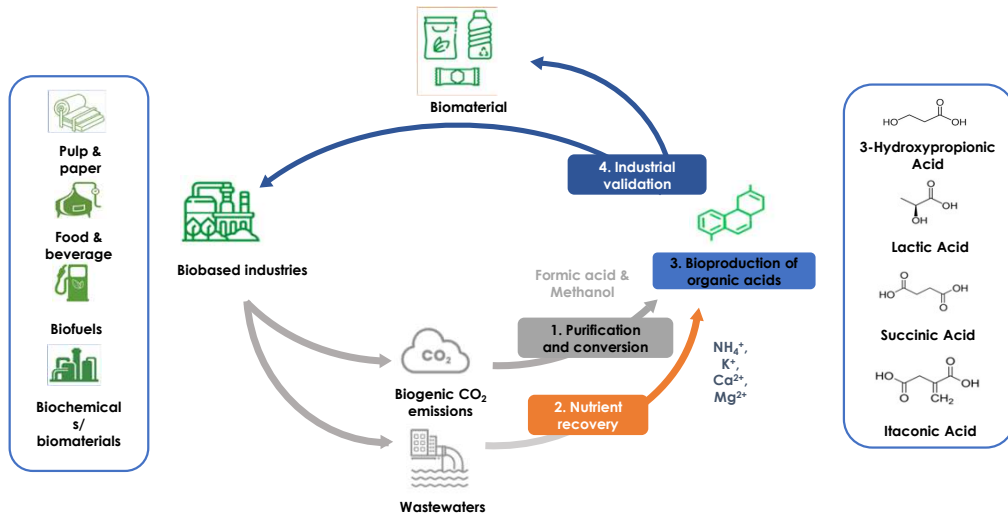 Pulp &
paper
Food &
beverage
Biofuels
Biochemical
s/
biomaterials
Biomaterial
Biobased industries
4. Industrial
validation
3. Bioproduction of
organic acids
Formic acid &
Methanol
1. Purification
and conversion
CO₂
Biogenic CO₂
emissions
2. Nutrient
recovery
NH₄⁺,
K⁺,
Ca²⁺,
Mg²⁺
Wastewaters
O
HO
OH
3-Hydroxypropionic
Acid
O
OH
OH
Lactic Acid
O
OH
HO
O
Succinic Acid
O
HO
OH
O
CH₂
Itaconic Acid